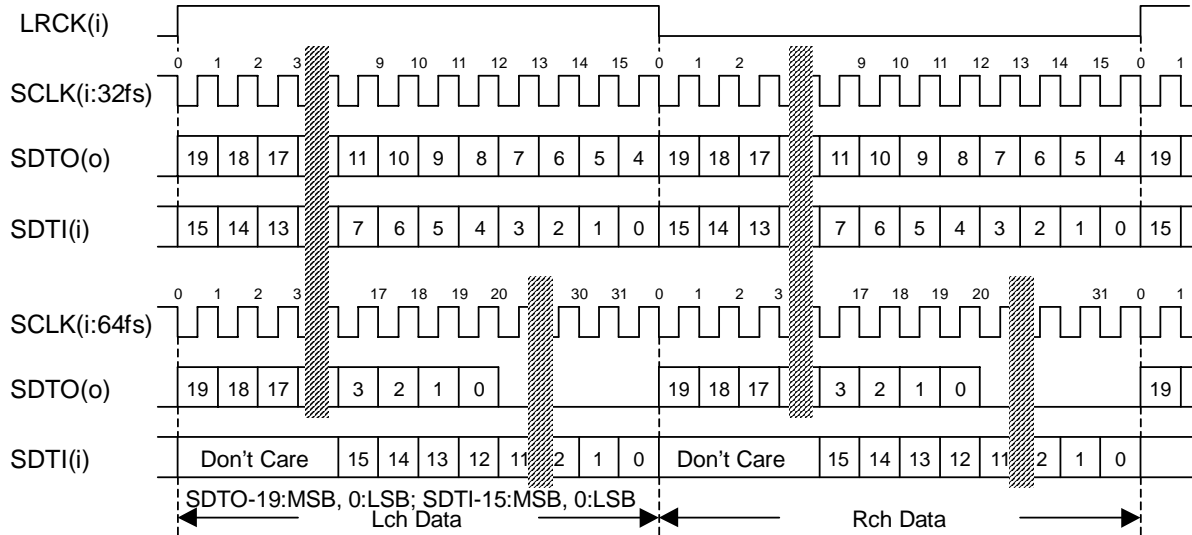 LRCK(i)
0 1 2 3 9 10 11 12 13 14 15 0 1 2 9 10 11 12 13 14 15 0 1
SCLK(i:32fs)
SDTO(o) 19 18 17 11 10 9 8 7 6 5 4 19 18 17 11 10 9 8 7 6 5 4 19
SDTI(i) 15 14 13 7 6 5 4 3 2 1 0 15 14 13 7 6 5 4 3 2 1 0 15
0 1 2 3 17 18 19 20 30 31 0 1 2 3 17 18 19 20 31 0 1
SCLK(i:64fs)
SDTO(o) 19 18 17 3 2 1 0 19 18 17 3 2 1 0 19
SDTI(i) Don't Care 15 14 13 12 11 2 1 0 Don't Care 15 14 13 12 11 2 1 0
SDTO-19:MSB, 0:LSB; SDTI-15:MSB, 0:LSB
Lch Data Rch Data